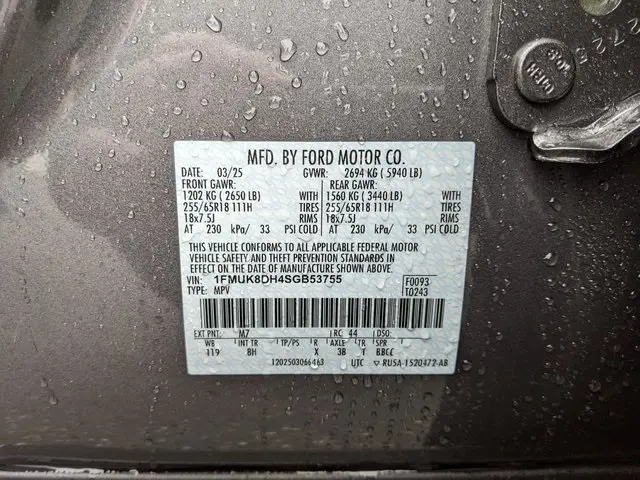 2725
MFD. BY FORD MOTOR CO.
DATE: 03/25 GVWR: 2694 KG ( 5940 LB)
FRONT GAWR: REAR GAWR:
1202 KG ( 2650 LB) WITH 1560 KG ( 3440 LB) WITH
255/65R18 111H TIRES 255/65R18 111H TIRES
18x7.5J RIMS 18x7.5J RIMS
AT 230 kPa/ 33 PSI COLD AT 230 kPa/ 33 PSI COLD
THIS VEHICLE CONFORMS TO ALL APPLICABLE FEDERAL MOTOR
VEHICLE SAFETY AND THEFT PREVENTION STANDARDS IN
EFFECT ON THE DATE OF MANUFACTURE SHOWN ABOVE.
VIN: 1FMUK8DH4SGB53755 F0093
TYPE: MPV T0243
EXT PNT: M7 RC: 44 DSO:
WB INT TR TP/PS R AXLE TR SPR
119 BH X 3B T BBCC
1202503066463 UTC RU5A-1520472-AB